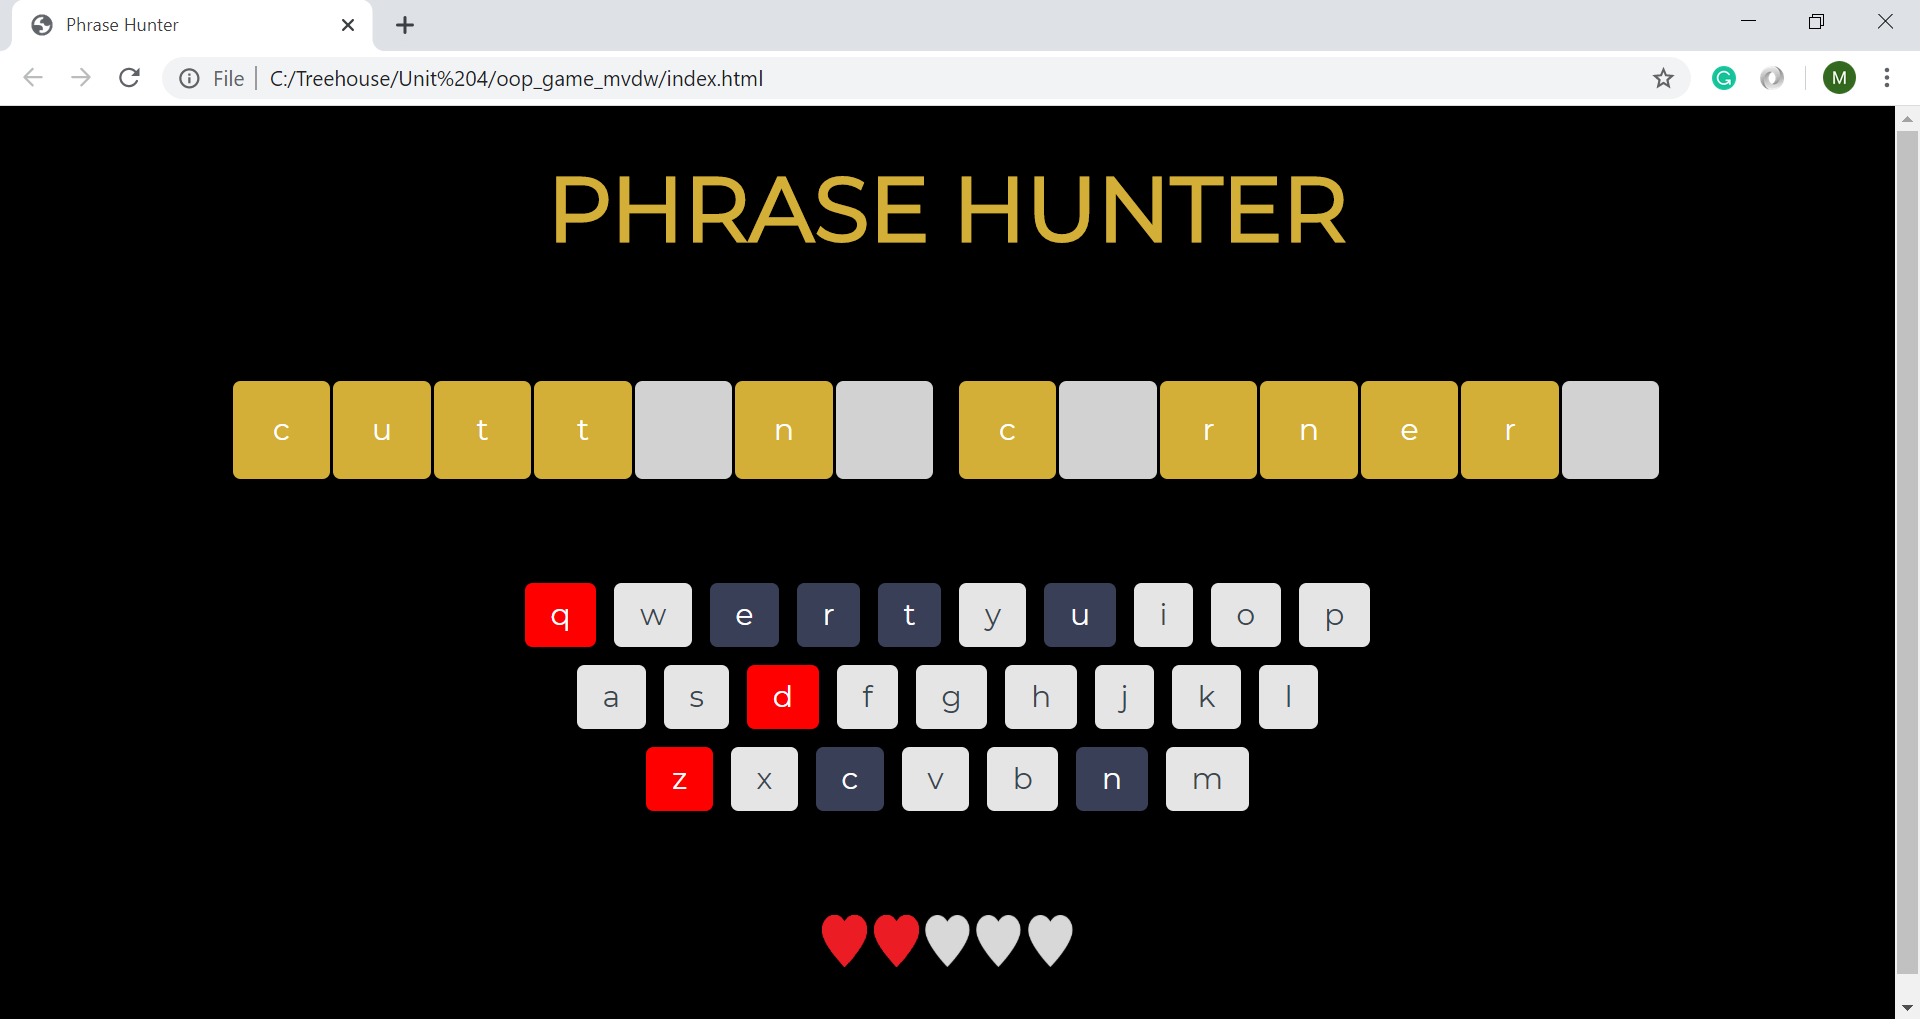 Phrase Hunter
File C:/Treehouse/Unit%204/oop_game_mvdw/index.html M
PHRASE HUNTER
c u t t n c r n e r
q w e r t y u i o p
a s d f g h j k l
z x c v b n m